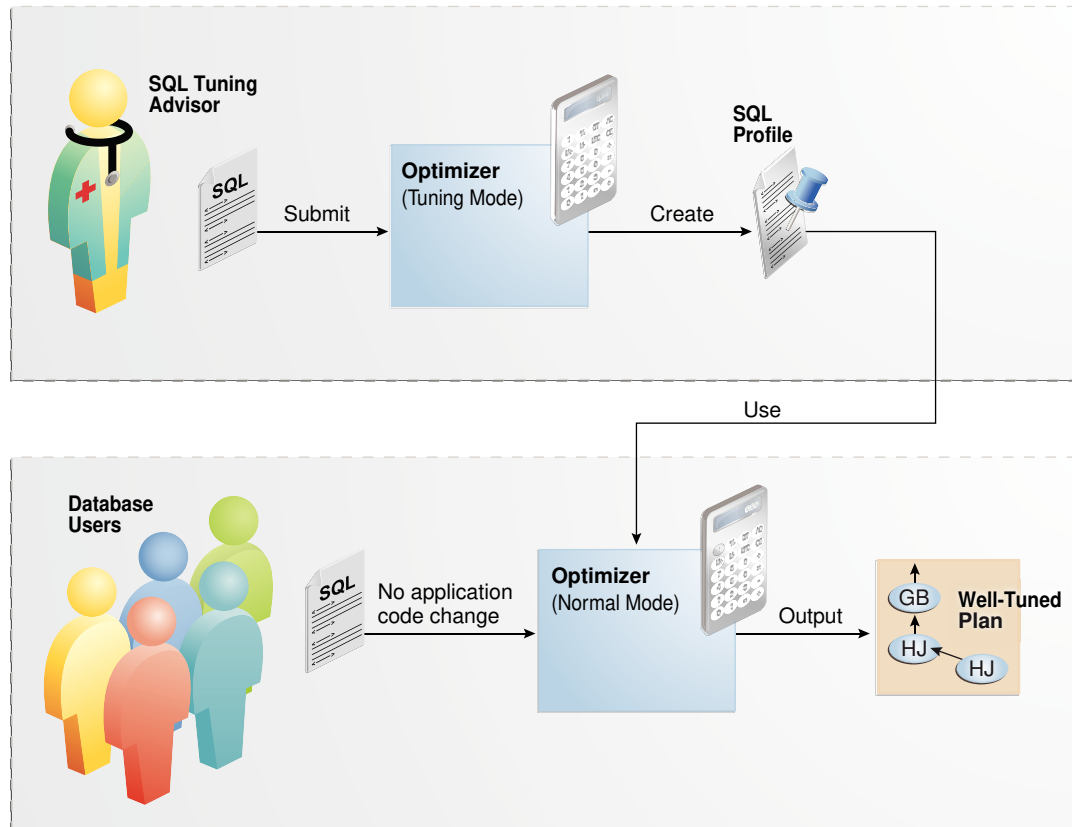 SQL Tuning
Advisor
SQL
Submit
Optimizer
(Tuning Mode)
Create
SQL
Profile
Use
Database
Users
SQL
No application
code change
Optimizer
(Normal Mode)
Output
GB
HJ
HJ
Well-Tuned
Plan